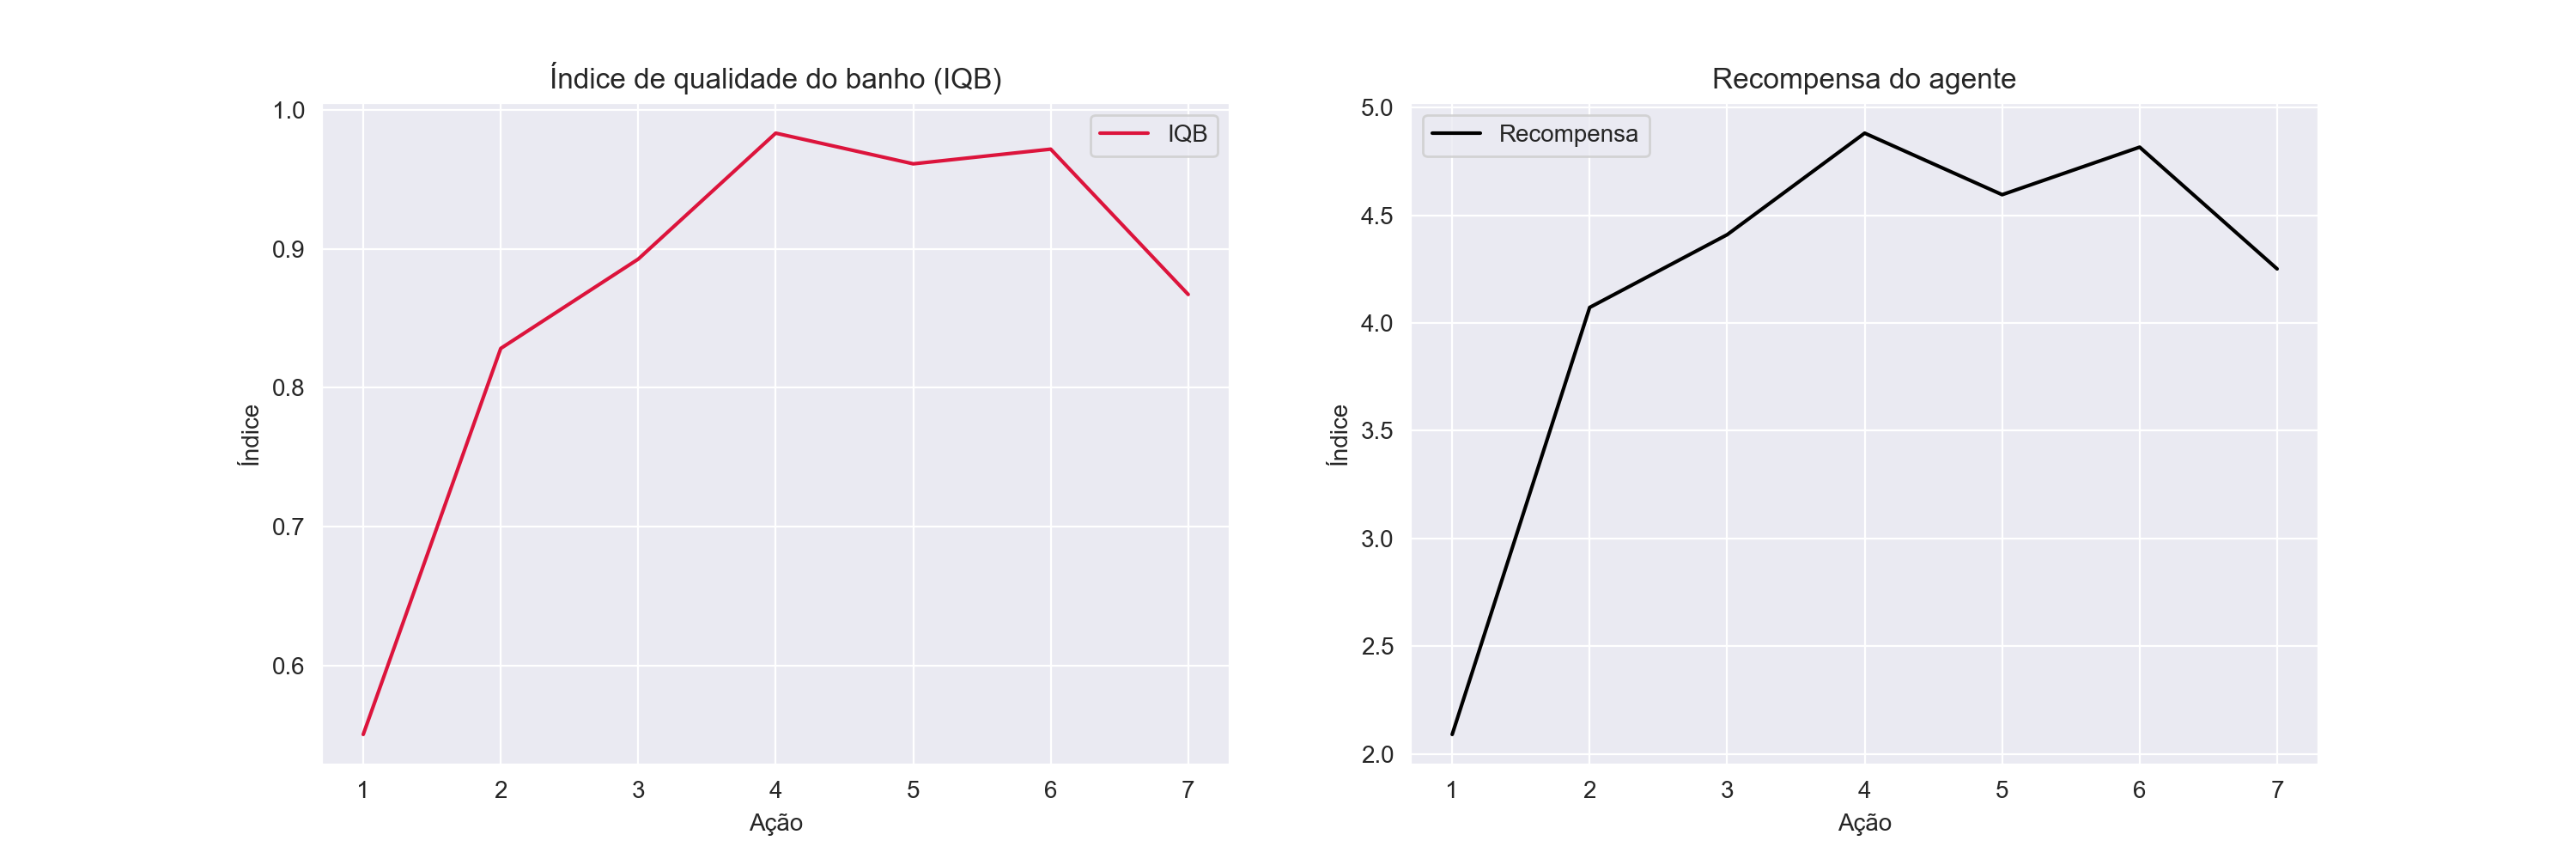 Índice de qualidade do banho (IQB)
1.0
0.9
0.8
0.7
0.6
Índice
IQB
1 2 3 4 5 6 7
Ação
Recompensa do agente
5.0
4.5
4.0
3.5
3.0
2.5
2.0
Índice
Recompensa
1 2 3 4 5 6 7
Ação